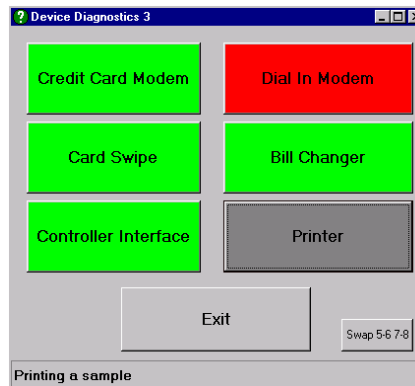 Device Diagnostics 3
Credit Card Modem
Dial In Modem
Card Swipe
Bill Changer
Controller Interface
Printer
Exit
Swap 5-6 7-8
Printing a sample